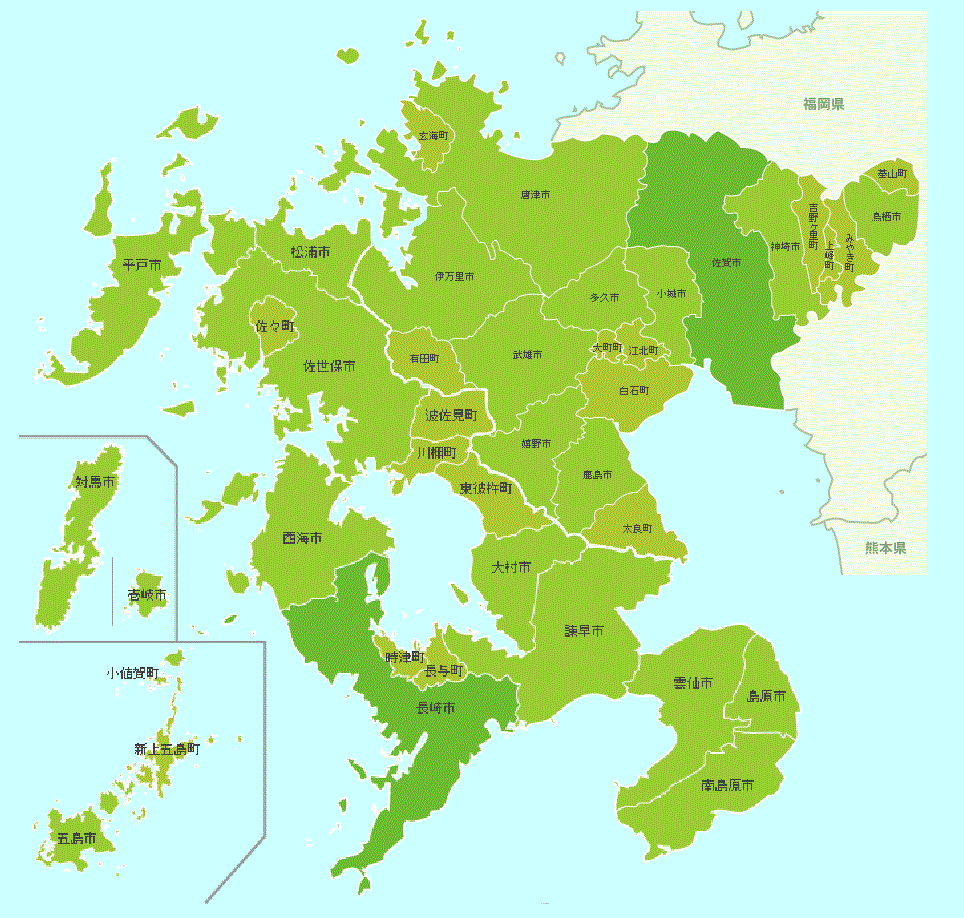 福岡県
玄海町
基山町
唐津市
吉野ヶ里町
鳥栖市
みやき町
上峰町
神埼市
松浦市
平戸市
佐賀市
伊万里市
小城市
多久市
佐々町
大町町
江北町
武雄市
有田町
佐世保市
白石町
波佐見町
嬉野市
川棚町
鹿島市
対馬市
東彼杵町
太良町
西海市
熊本県
大村市
壱岐市
諫早市
時津町
長与町
小値賀町
雲仙市
島原市
長崎市
新上五島町
南島原市
五島市